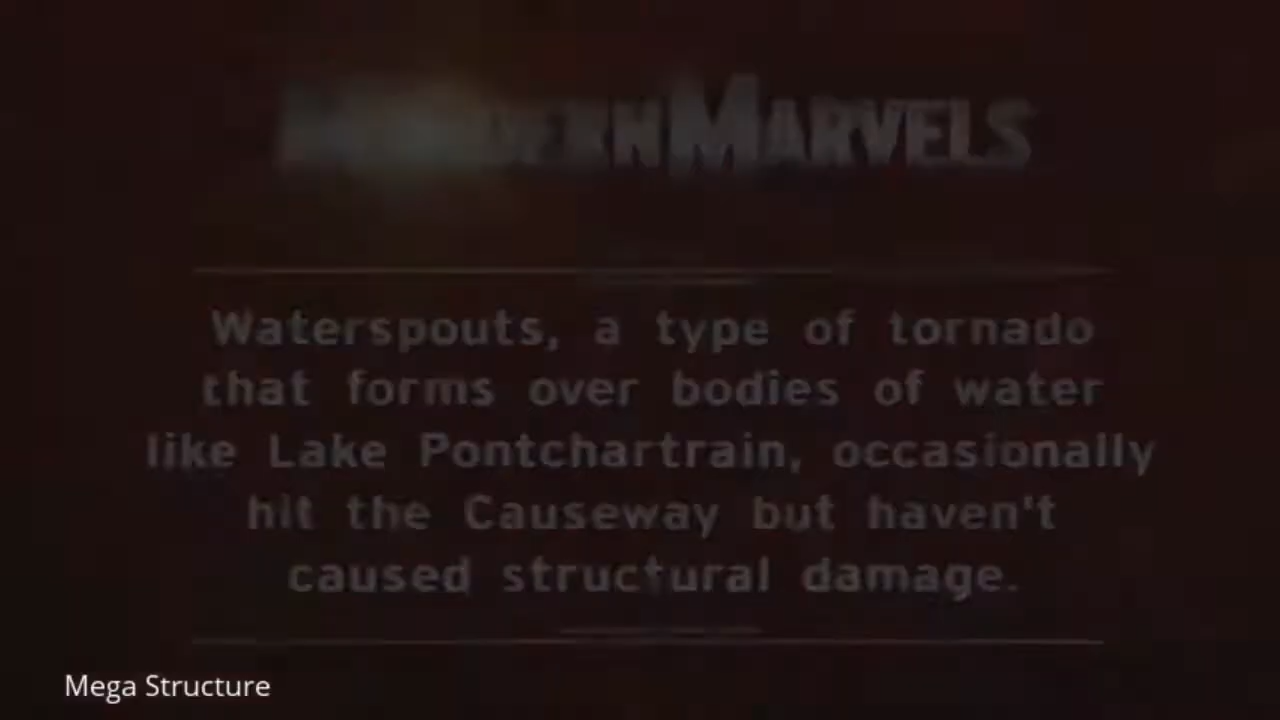 MODERN MARVELS
Waterspouts, a type of tornado
that forms over bodies of water
like Lake Pontchartrain, occasionally
hit the Causeway but haven't
caused structural damage.
Mega Structure